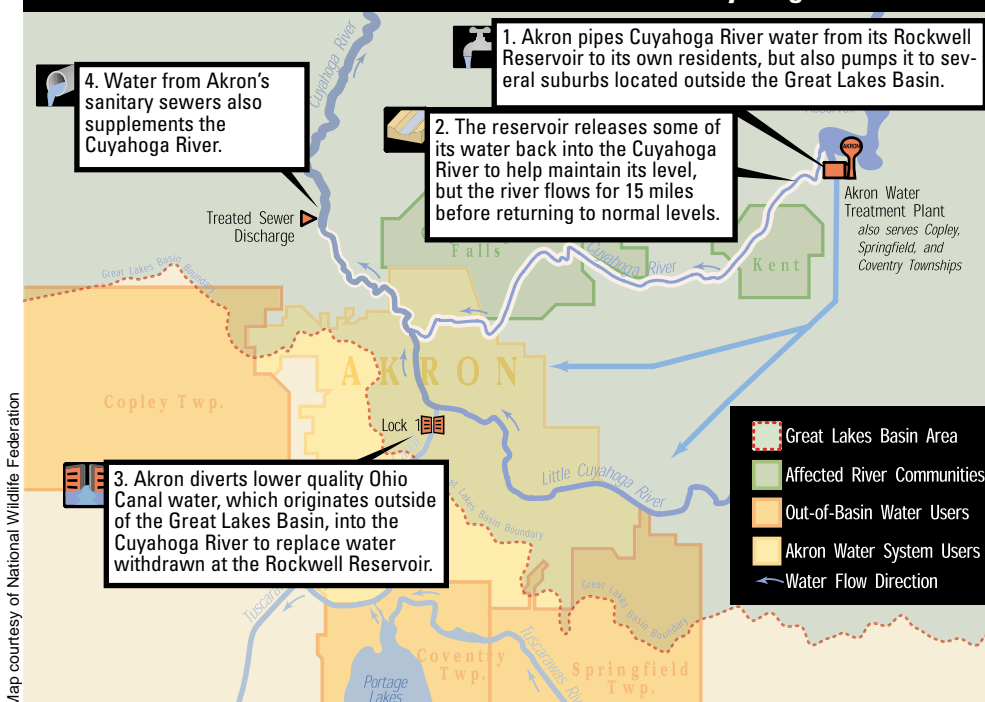 1. Akron pipes Cuyahoga River water from its Rockwell
Reservoir to its own residents, but also pumps it to sev-
eral suburbs located outside the Great Lakes Basin.
4. Water from Akron's
sanitary sewers also
supplements the
Cuyahoga River.
2. The reservoir releases some of
its water back into the Cuyahoga
River to help maintain its level,
but the river flows for 15 miles
before returning to normal levels.
Cuyahoga River
AKRON
Akron Water
Treatment Plant
also serves Copley,
Springfield, and
Coventry Townships
Treated Sewer
Discharge
Falls
Cuyahoga River
Kent
Great Lakes Basin Boundary
AKRON
Copley Twp.
Lock 1
Little Cuyahoga River
3. Akron diverts lower quality Ohio
Canal water, which originates outside
of the Great Lakes Basin, into the
Cuyahoga River to replace water
withdrawn at the Rockwell Reservoir.
Lakes Basin Boundary
Great Lakes Basin Boundary
Great Lakes Basin Area
Affected River Communities
Out-of-Basin Water Users
Akron Water System Users
Water Flow Direction
Coventry
Twp.
Springfield
Twp.
Portage
Lakes
Tuscarawas
Map courtesy of National Wildlife Federation